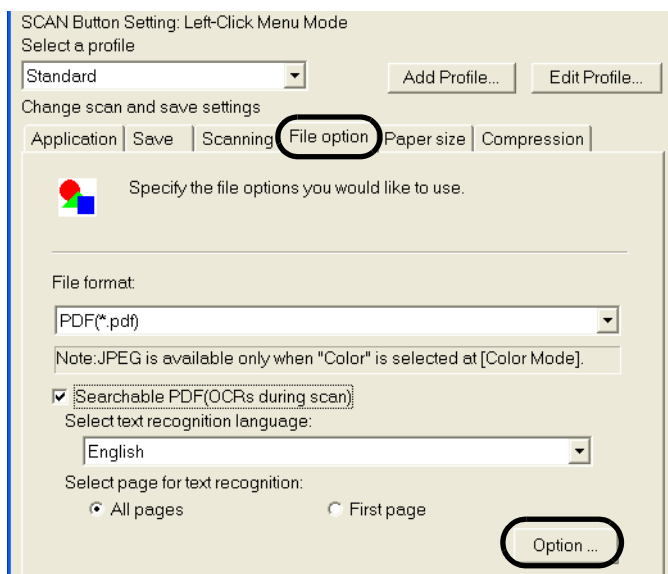 SCAN Button Setting: Left-Click Menu Mode
Select a profile
Standard Add Profile... Edit Profile...
Change scan and save settings
Application Save Scanning File option Paper size Compression
Specify the file options you would like to use.
File format:
PDF(*.pdf)
Note:JPEG is available only when "Color" is selected at [Color Mode].
Searchable PDF(OCRs during scan)
Select text recognition language:
English
Select page for text recognition:
All pages First page
Option ...